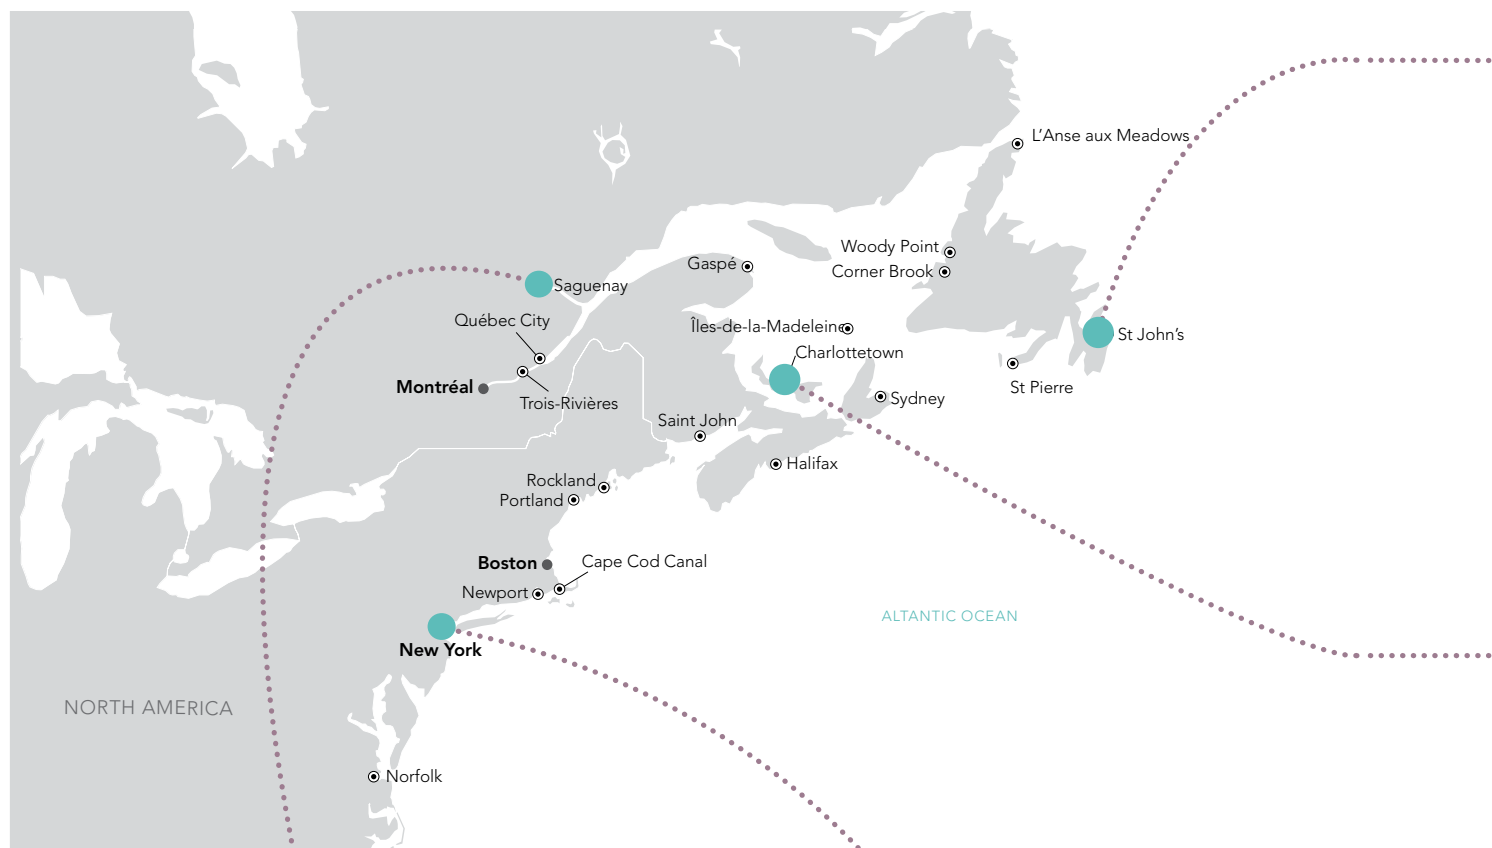 L'Anse aux Meadows
Woody Point
Corner Brook
Gaspé
Saguenay
Québec City
Îles-de-la-Madeleine
St John's
Charlottetown
Montréal
St Pierre
Sydney
Trois-Rivières
Saint John
Halifax
Rockland
Portland
Boston
Cape Cod Canal
Newport
ALTANTIC OCEAN
New York
NORTH AMERICA
Norfolk